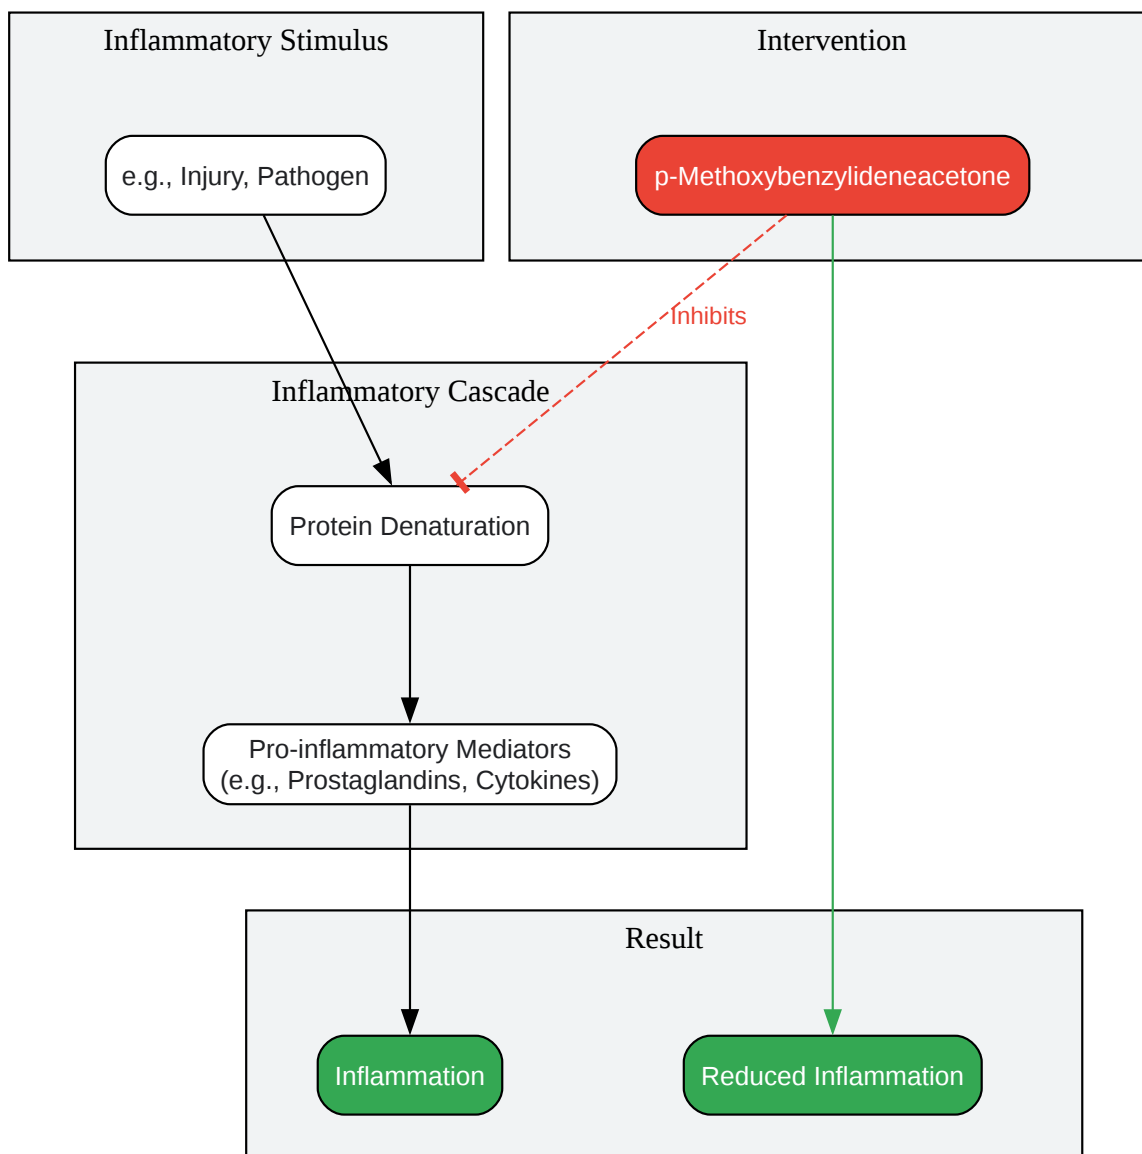 Inflammatory Stimulus
Intervention
e.g., Injury, Pathogen
p-Methoxybenzylideneacetone
Inhibits
Inflammatory Cascade
Protein Denaturation
Pro-inflammatory Mediators
(e.g., Prostaglandins, Cytokines)
Result
Inflammation
Reduced Inflammation